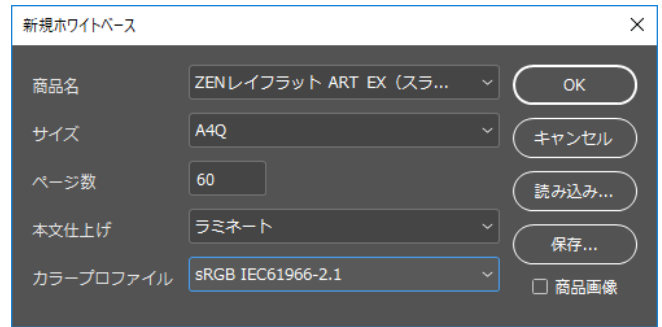 新規ホワイトベース
商品名 ZENレイフラット ART EX（スラ... OK
サイズ A4Q キャンセル
ページ数 60 読み込み...
本文仕上げ ラミネート 保存...
カラープロファイル sRGB IEC61966-2.1 商品画像